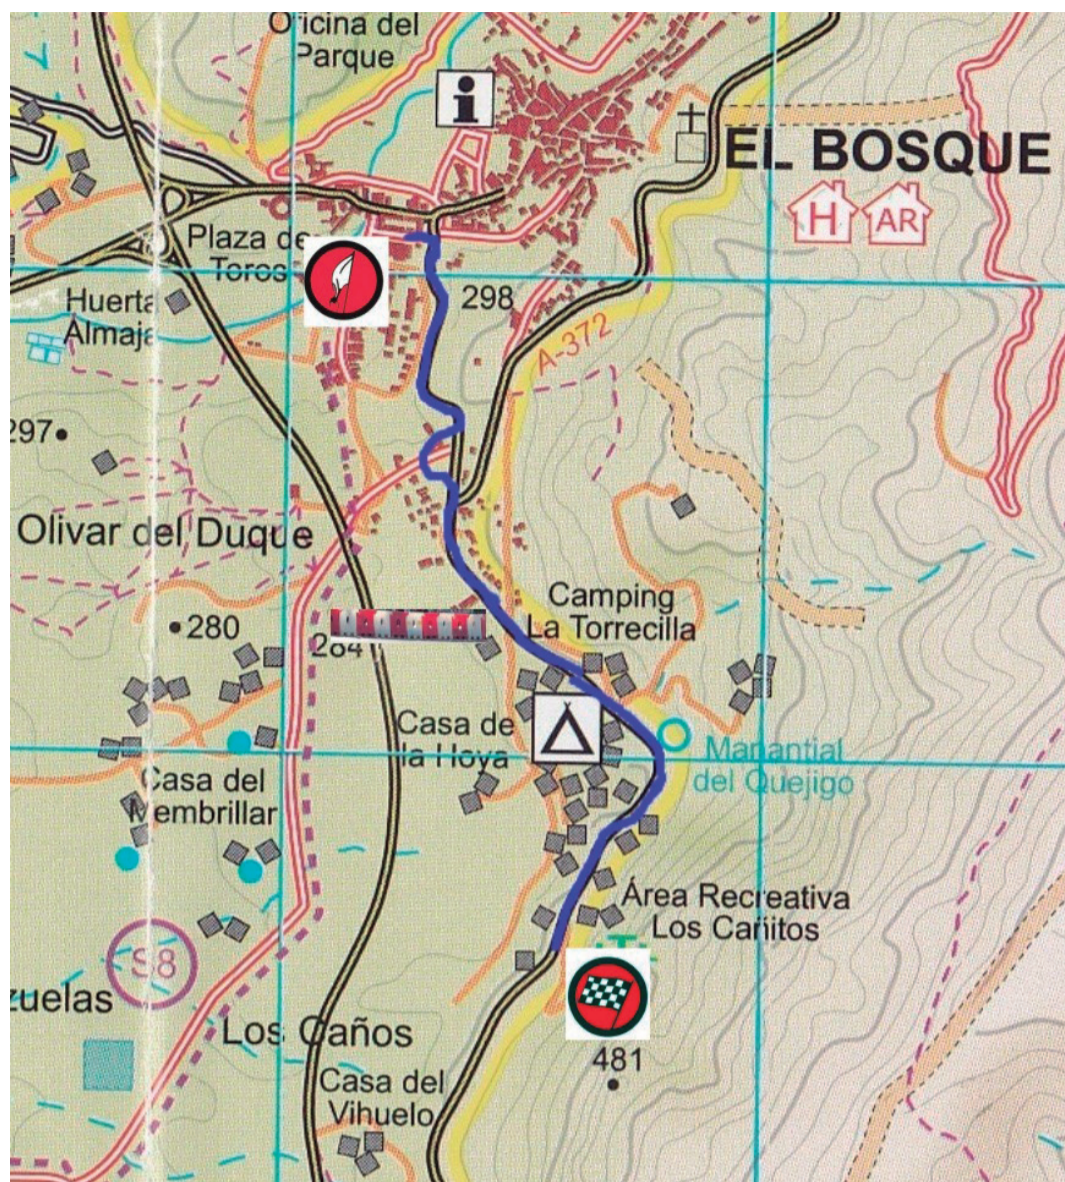 Oficina del
Parque
EL BOSQUE
H
AR
Plaza de
Toros
298
Huerta
Almaja
A-372
297
Olivar del Duque
280
Camping
La Torrecilla
Casa de
la Hoya
Manantial
del Quejigo
Casa del
Membrillar
Área Recreativa
Los Cañitos
zuelas
Los Caños
481
Casa del
Vihuelo